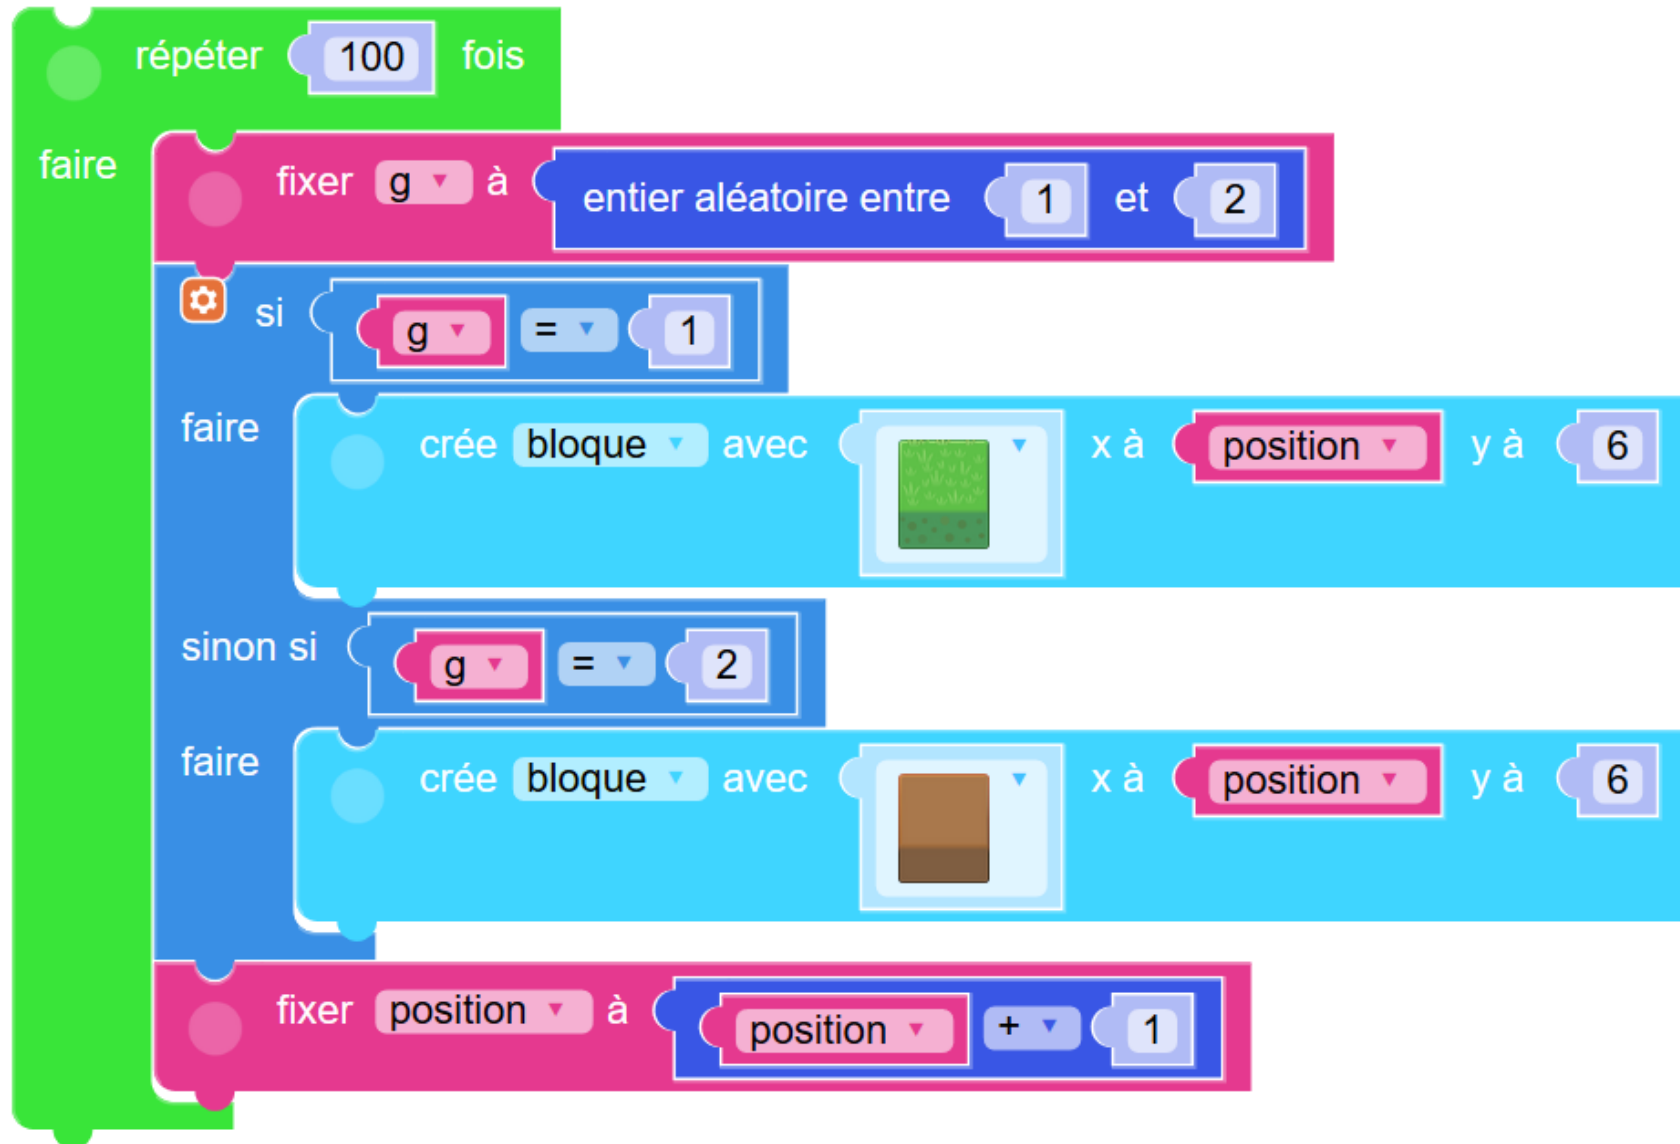 répéter 100 fois
faire fixer g à entier aléatoire entre 1 et 2
si g = 1
faire crée bloque avec x à position y à 6
sinon si g = 2
faire crée bloque avec x à position y à 6
fixer position à position + 1